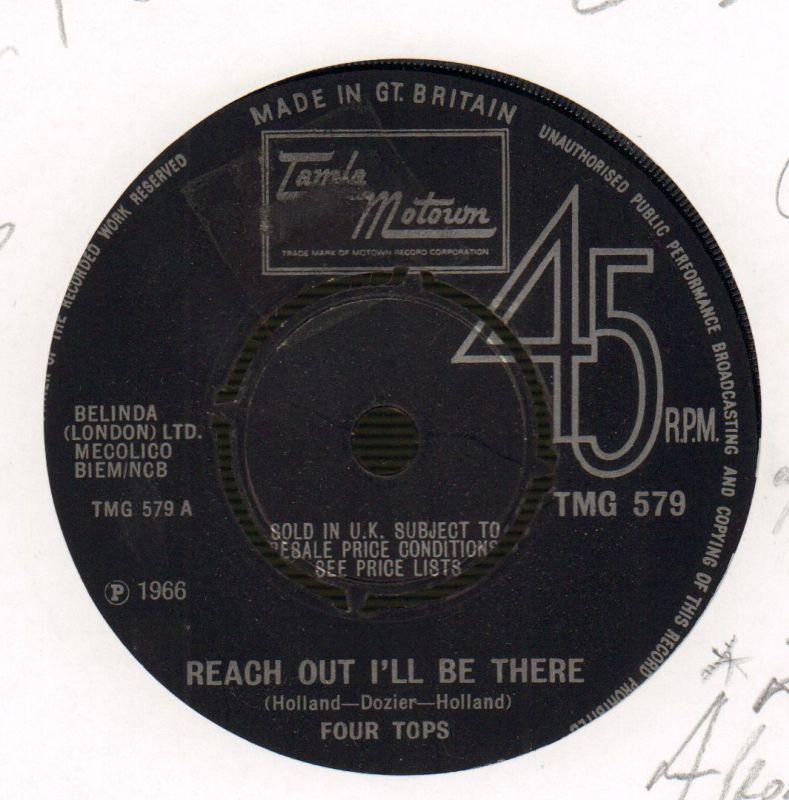 MADE IN GT. BRITAIN
UNAUTHORISED PUBLIC PERFORMANCE BROADCASTING AND COPYING OF THIS RECORD PROHIBITED
OF THE RECORDED WORK RESERVED
Tamla
Motown
TRADE MARK OF MOTOWN RECORD CORPORATION
45
R.P.M.
BELINDA
(LONDON) LTD.
MECOLICO
BIEM/NCB
TMG 579 A
TMG 579
SOLD IN U.K. SUBJECT TO
RESALE PRICE CONDITIONS
SEE PRICE LISTS
Ⓟ 1966
REACH OUT I'LL BE THERE
(Holland—Dozier—Holland)
FOUR TOPS